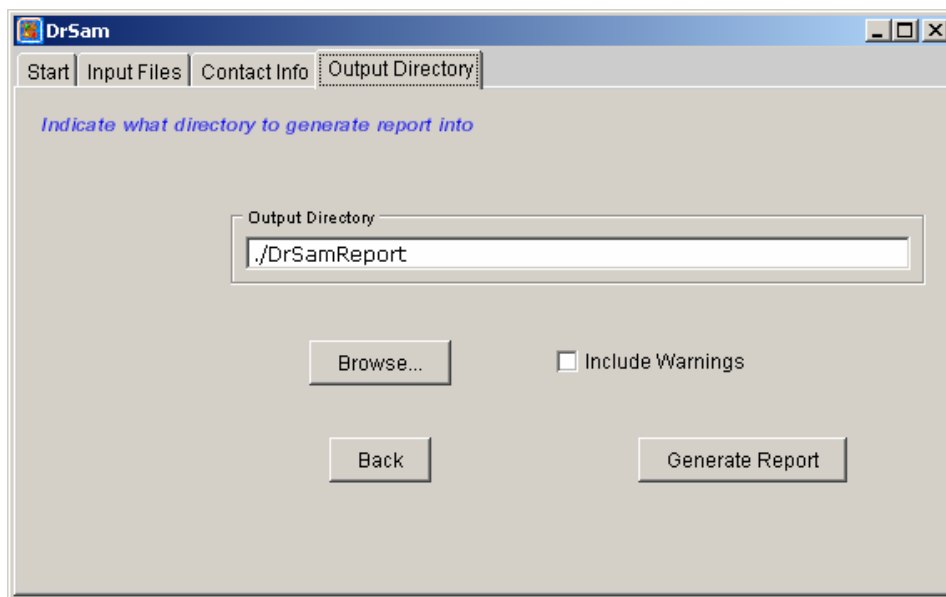 DrSam
Start Input Files Contact Info Output Directory
Indicate what directory to generate report into
Output Directory
./DrSamReport
Browse... Include Warnings
Back Generate Report